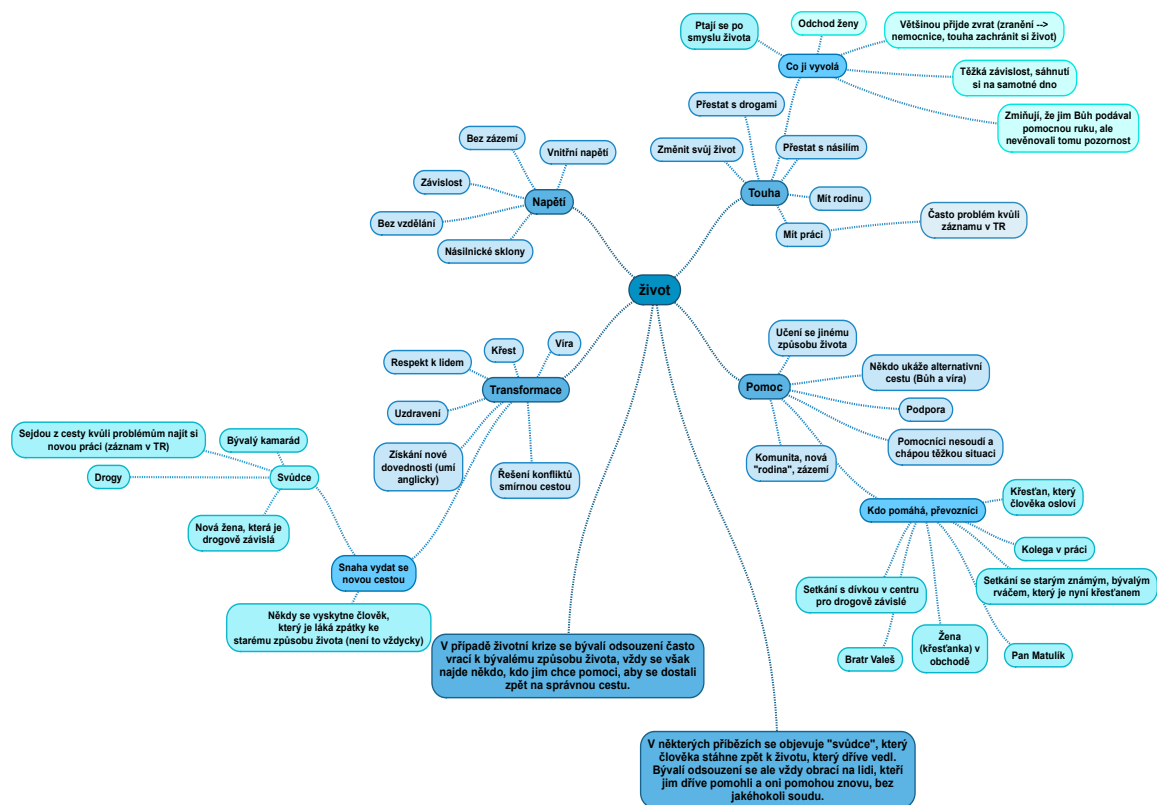 Ptají se po
smyslu života
Odchod ženy
Většinou přijde zvrat (zranění -->
nemocnice, touha zachránit si život)
Co ji vyvolá
Těžká závislost, sáhnutí
si na samotné dno
Zmiňují, že jim Bůh podával
pomocnou ruku, ale
nevěnovali tomu pozornost
Přestat s drogami
Změnit svůj život
Přestat s násilím
Touha
Mít rodinu
Mít práci
Často problém kvůli
záznamu v TR
Bez zázemí
Vnitřní napětí
Závislost
Napětí
Bez vzdělání
Násilnické sklony
život
Víra
Křest
Respekt k lidem
Transformace
Uzdravení
Získání nové
dovednosti (umí
anglicky)
Řešení konfliktů
smírnou cestou
Sejdou z cesty kvůli problémům najít si
novou práci (záznam v TR)
Bývalý kamarád
Drogy
Svůdce
Nová žena, která je
drogově závislá
Snaha vydat se
novou cestou
Někdy se vyskytne člověk,
který je láká zpátky ke
starému způsobu života (není to vždycky)
Učení se jinému
způsobu života
Někdo ukáže alternativní
cestu (Bůh a víra)
Pomoc
Podpora
Pomocníci nesoudí a
chápou těžkou situaci
Komunita, nová
"rodina", zázemí
Kdo pomáhá, převozníci
Křesťan, který
člověka osloví
Kolega v práci
Setkání se starým známým, bývalým
rváčem, který je nyní křesťanem
Setkání s dívkou v centru
pro drogově závislé
Bratr Valeš
Žena
(křesťanka) v
obchodě
Pan Matulík
V případě životní krize se bývalí odsouzení často
vrací k bývalému způsobu života, vždy se však
najde někdo, kdo jim chce pomoci, aby se dostali
zpět na správnou cestu.
V některých příbězích se objevuje "svůdce", který
člověka stáhne zpět k životu, který dříve vedl.
Bývalí odsouzení se ale vždy obrací na lidi, kteří
jim dříve pomohli a oni pomohou znovu, bez
jakéhokoli soudu.